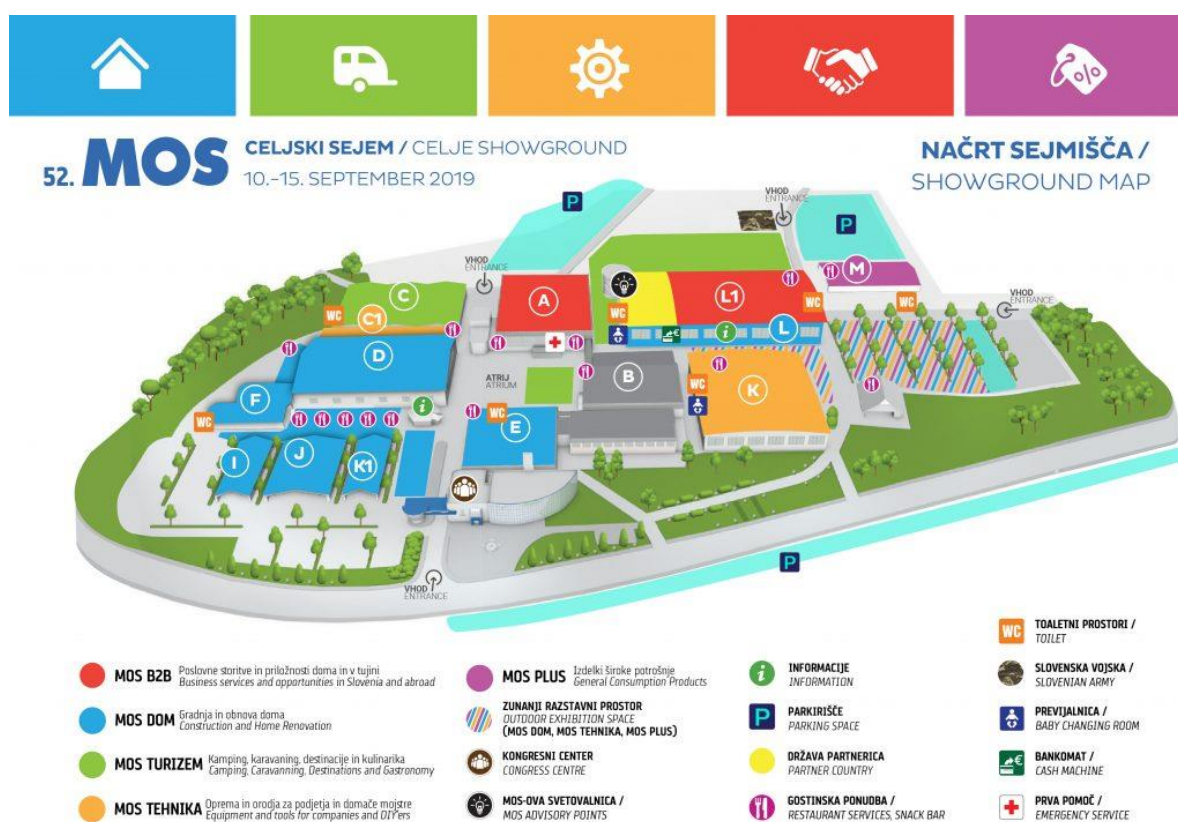 52. MOS
CELJSKI SEJEM / CELJE SHOWGROUND
10.-15. SEPTEMBER 2019
NAČRT SEJMIŠČA /
SHOWGROUND MAP
%
P
VHOD
ENTRANCE
P
M
VHOD
ENTRANCE
C
A
L1
WC
VHOD
ENTRANCE
WC
WC
WC
C1
D
i
L
€
ATRIJ
ATRIUM
B
K
WC
F
i
WC
WC
E
I
J
K1
P
VHOD
ENTRANCE
MOS B2B Poslovne storitve in priložnosti doma in v tujini
Business services and opportunities in Slovenia and abroad
MOS DOM Gradnja in obnova doma
Construction and Home Renovation
MOS TURIZEM Kamping, karavaning, destinacije in kulinarika
Camping, Caravanning, Destinations and Gastronomy
MOS TEHNIKA Oprema in orodja za podjetja in domače mojstre
Equipment and tools for companies and DIY'ers
MOS PLUS Izdelki široke potrošnje
General Consumption Products
ZUNANJI RAZSTAVNI PROSTOR
OUTDOOR EXHIBITION SPACE
(MOS DOM, MOS TEHNIKA, MOS PLUS)
KONGRESNI CENTER
CONGRESS CENTRE
MOS-OVA SVETOVALNICA /
MOS ADVISORY POINTS
i INFORMACIJE
INFORMATION
P PARKIRIŠČE
PARKING SPACE
DRŽAVA PARTNERICA
PARTNER COUNTRY
GOSTINSKA PONUDBA /
RESTAURANT SERVICES, SNACK BAR
WC TOALETNI PROSTORI /
TOILET
SLOVENSKA VOJSKA /
SLOVENIAN ARMY
PREVIJALNICA /
BABY CHANGING ROOM
€ BANKOMAT /
CASH MACHINE
PRVA POMOČ /
EMERGENCY SERVICE